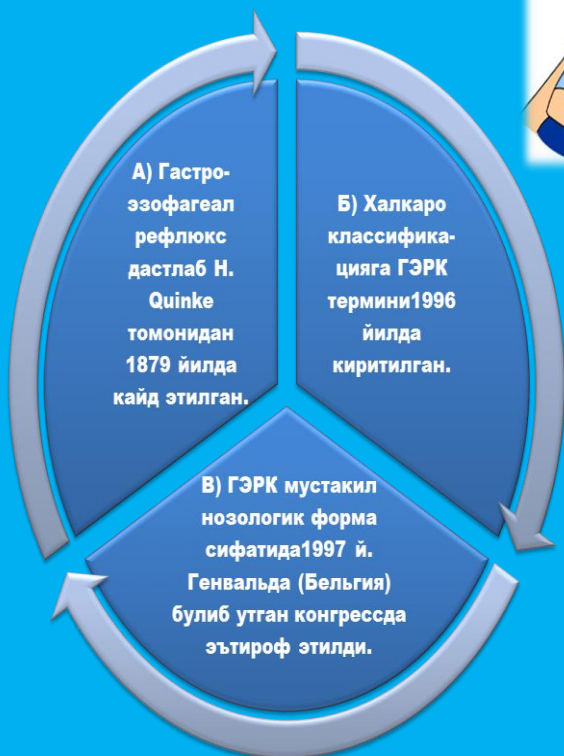 А) Гастро-
эзофагеал
рефлюкс
дастлаб Н.
Quinke
томонидан
1879 йилда
кайд этилган.
Б) Халкаро
классифика-
цияга ГЭРК
термини1996
йилда
киритилган.
В) ГЭРК мустакил
нозологик форма
сифатида1997 й.
Генвальда (Бельгия)
булиб утган конгрессда
эътироф этилди.